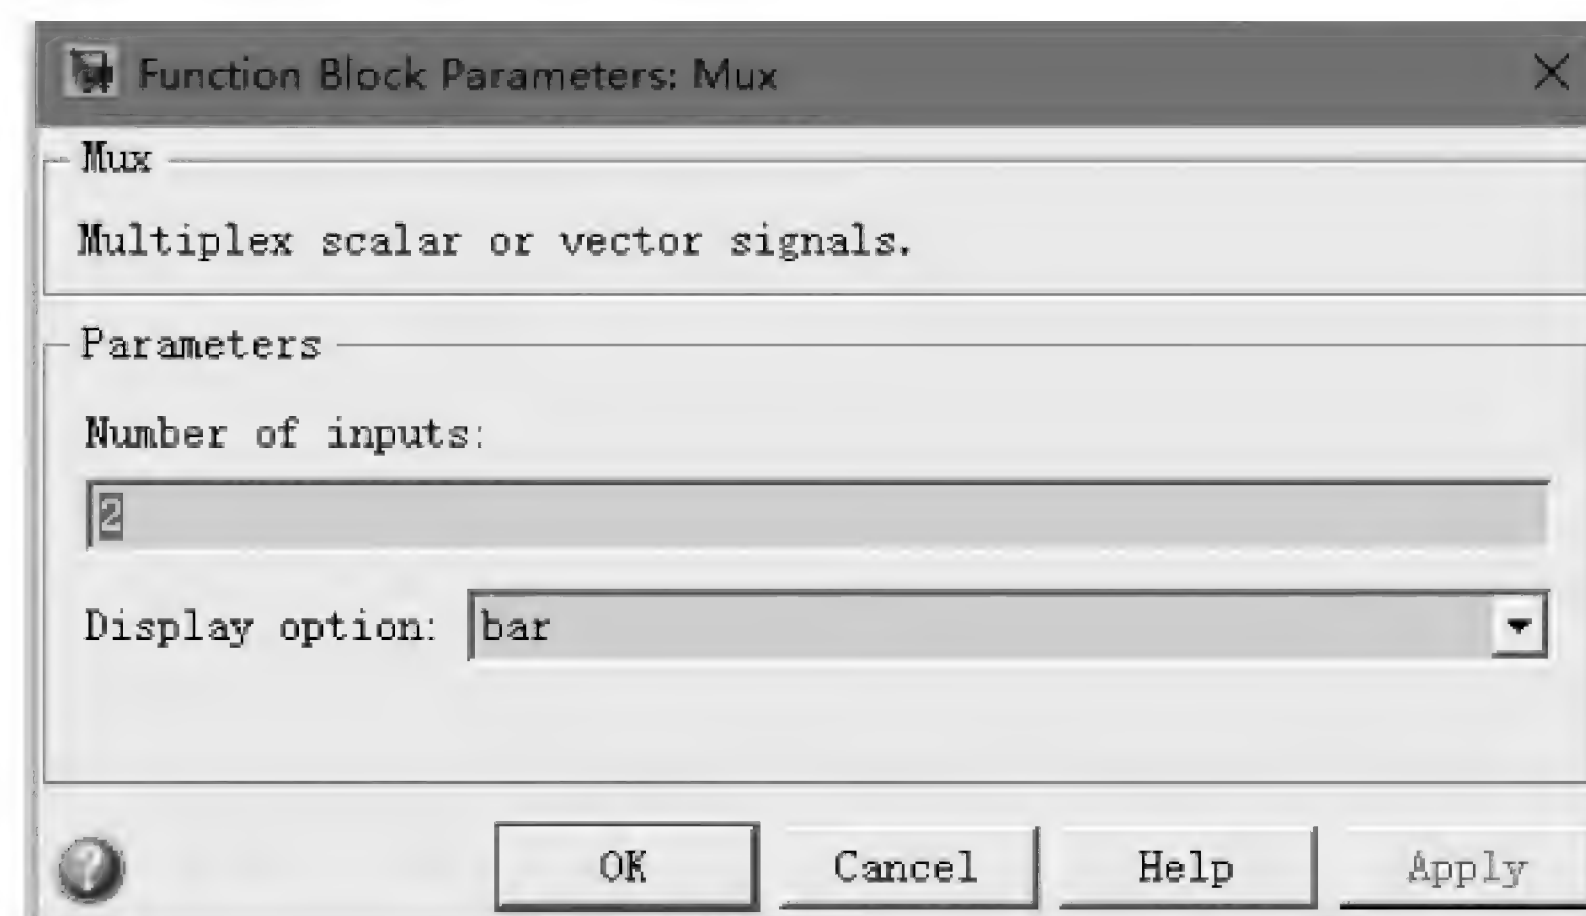 Function Block Parameters: Mux
Mux
Multiplex scalar or vector signals.
Parameters
Number of inputs:
2
Display option: bar
OK Cancel Help Apply